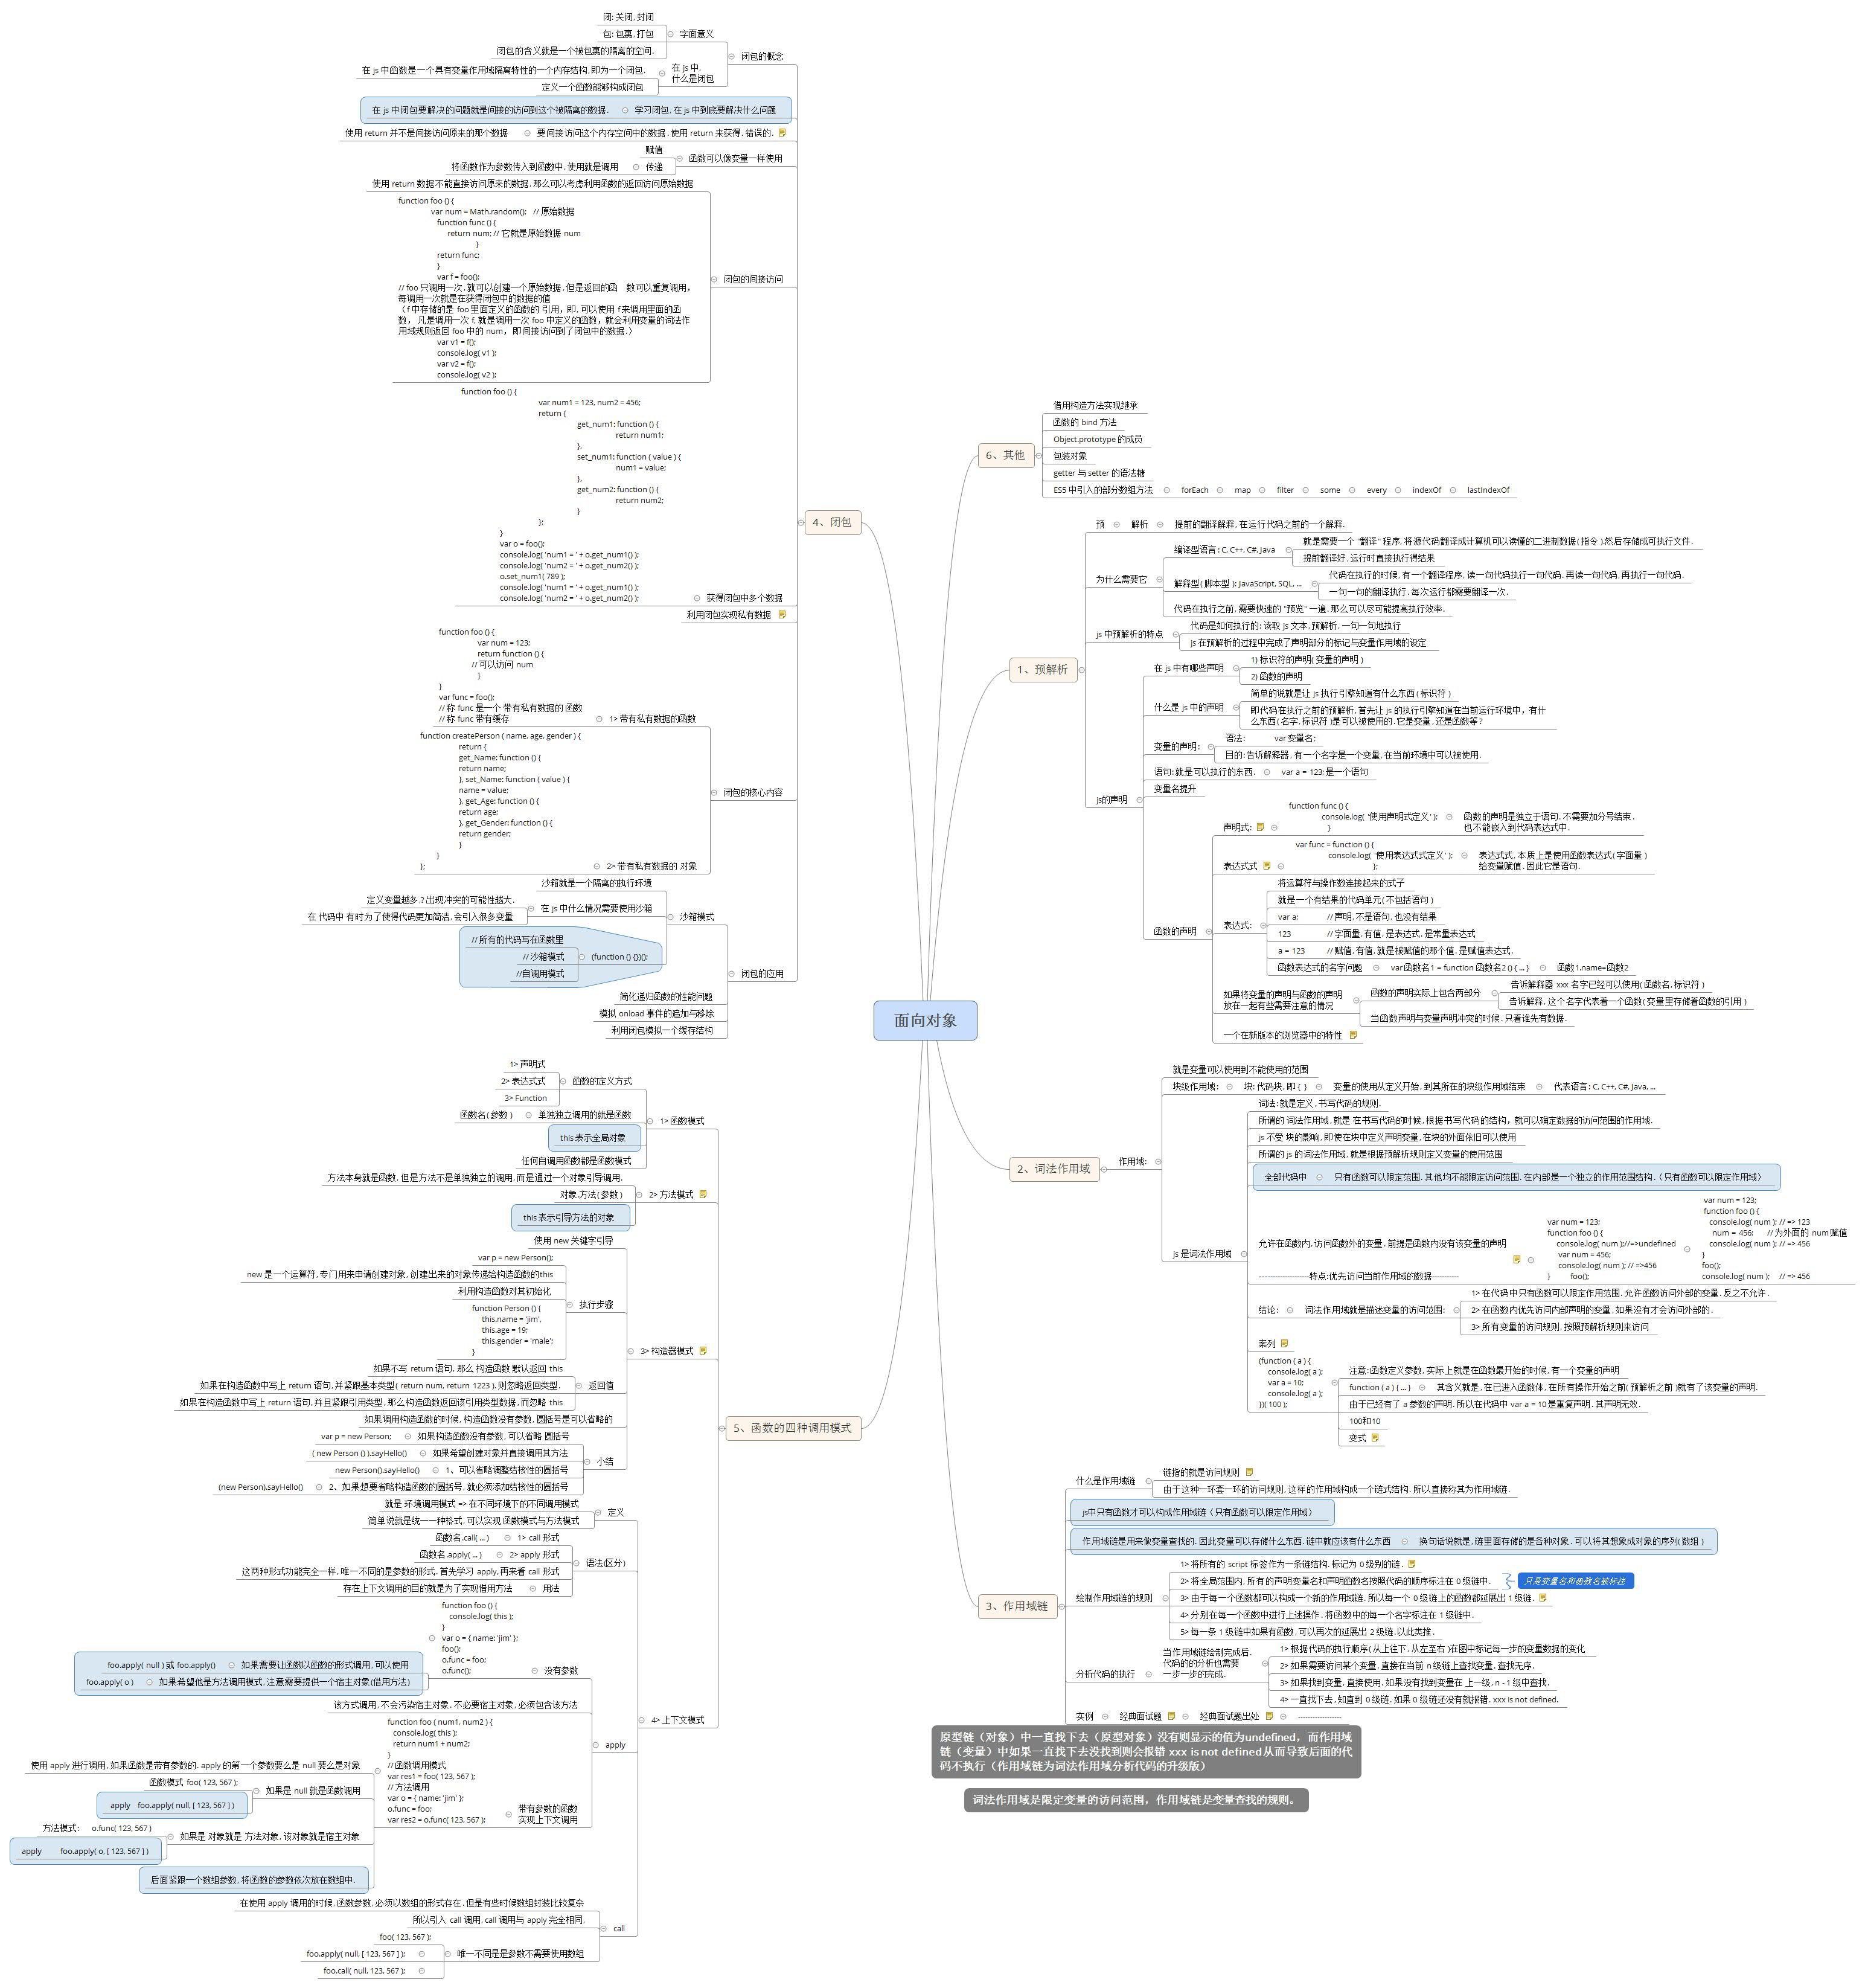 面向对象
1、预解析
预
解析
提前的翻译解释, 在运行代码之前的一个解释.
为什么需要它
编译型语言: C, C++, C#, Java
就是需要一个 "翻译" 程序, 将源代码翻译成计算机可以读懂的二进制数据( 指令 ),然后存储成可执行文件.
提前翻译好, 运行时直接执行得结果
解释型( 脚本型 ): JavaScript, SQL, ...
代码在执行的时候, 有一个翻译程序, 读一句代码执行一句代码, 再读一句代码, 再执行一句代码.
一句一句的翻译执行, 每次运行都需要翻译一次.
代码在执行之前, 需要快速的 "预览" 一遍, 那么可以尽可能提高执行效率.
js 中预解析的特点
代码是如何执行的: 读取 js 文本, 预解析, 一句一句地执行
js 在预解析的过程中完成了声明部分的标记与变量作用域的设定
js的声明
在 js 中有哪些声明
1) 标识符的声明( 变量的声明 )
2) 函数的声明
什么是 js 中的声明
简单的说就是让 js 执行引擎知道有什么东西( 标识符 )
即代码在执行之前的预解析, 首先让 js 的执行引擎知道在当前运行环境中，有什
么东西( 名字, 标识符 )是可以被使用的, 它是变量, 还是函数等?
变量的声明:
语法: var 变量名;
目的: 告诉解释器, 有一个名字是一个变量, 在当前环境中可以被使用.
语句: 就是可以执行的东西.
var a = 123; 是一个语句
变量名提升
函数的声明
声明式:
function func () {
console.log( '使用声明式定义' );
}
函数的声明是独立于语句, 不需要加分号结束,
也不能嵌入到代码表达式中.
表达式式
var func = function () {
console.log( '使用表达式式定义' );
};
表达式式, 本质上是使用函数表达式( 字面量 )
给变量赋值, 因此它是语句.
表达式:
将运算符与操作数连接起来的式子
就是一个有结果的代码单元( 不包括语句 )
var a; // 声明, 不是语句, 也没有结果
123 // 字面量, 有值, 是表达式, 是常量表达式
a = 123 // 赋值, 有值, 就是被赋值的那个值, 是赋值表达式.
函数表达式的名字问题
var 函数名1 = function 函数名2 () { ... }
函数1.name=函数2
如果将变量的声明与函数的声明
放在一起有些需要注意的情况
函数的声明实际上包含两部分
告诉解释器 xxx 名字已经可以使用( 函数名, 标识符 )
告诉解释, 这个名字代表着一个函数( 变量里存储着函数的引用 )
当函数声明与变量声明冲突的时候, 只看谁先有数据.
一个在新版本的浏览器中的特性
2、词法作用域
作用域:
就是变量可以使用到不能使用的范围
块级作用域:
块: 代码块, 即 { }
变量的使用从定义开始, 到其所在的块级作用域结束
代表语言: C, C++, C#, Java, ...
js 是词法作用域
词法: 就是定义, 书写代码的规则.
所谓的 词法作用域, 就是 在书写代码的时候, 根据书写代码的结构，就可以确定数据的访问范围的作用域.
js 不受 块的影响, 即使在块中定义声明变量, 在块的外面依旧可以使用
所谓的 js 的词法作用域, 就是根据预解析规则定义变量的使用范围
全部代码中
只有函数可以限定范围, 其他均不能限定访问范围, 在内部是一个独立的作用范围结构.（只有函数可以限定作用域）
允许在函数内, 访问函数外的变量, 前提是函数内没有该变量的声明
--------------------特点:优先访问当前作用域的数据-----------
var num = 123;
function foo () {
console.log( num );//=>undefined
var num = 456;
console.log( num ); // =>456
} foo();
var num = 123;
function foo () {
console.log( num ); // => 123
num = 456; // 为外面的 num 赋值
console.log( num ); // => 456
}
foo();
console.log( num ); // => 456
结论:
词法作用域就是描述变量的访问范围:
1> 在代码中只有函数可以限定作用范围, 允许函数访问外部的变量, 反之不允许.
2> 在函数内优先访问内部声明的变量, 如果没有才会访问外部的.
3> 所有变量的访问规则, 按照预解析规则来访问
案列
(function ( a ) {
console.log( a );
var a = 10;
console.log( a );
})( 100 );
注意:函数定义参数, 实际上就是在函数最开始的时候, 有一个变量的声明
function ( a ) { ... }
其含义就是, 在已进入函数体, 在所有操作开始之前( 预解析之前 )就有了该变量的声明.
由于已经有了 a 参数的声明, 所以在代码中 var a = 10 是重复声明, 其声明无效.
100和10
变式
3、作用域链
什么是作用域链
链指的就是访问规则
由于这种一环套一环的访问规则, 这样的作用域构成一个链式结构, 所以直接称其为作用域链.
js中只有函数才可以构成作用域链（只有函数可以限定作用域）
作用域链是用来做变量查找的, 因此变量可以存储什么东西, 链中就应该有什么东西
换句话说就是, 链里面存储的是各种对象, 可以将其想象成对象的序列( 数组 )
绘制作用域链的规则
1> 将所有的 script 标签作为一条链结构, 标记为 0 级别的链.
2> 将全局范围内, 所有的声明变量名和声明函数名按照代码的顺序标注在 0 级链中.
只是变量名和函数名被标注
3> 由于每一个函数都可以构成一个新的作用域链, 所以每一个 0 级链上的函数都延展出 1 级链.
4> 分别在每一个函数中进行上述操作, 将函数中的每一个名字标注在 1 级链中.
5> 每一条 1 级链中如果有函数, 可以再次的延展出 2 级链, 以此类推.
分析代码的执行
当作用域链绘制完成后,
代码的的分析也需要
一步一步的完成.
1> 根据代码的执行顺序( 从上往下, 从左至右 )在图中标记每一步的变量数据的变化
2> 如果需要访问某个变量, 直接在当前 n 级链上查找变量, 查找无序.
3> 如果找到变量, 直接使用, 如果没有找到变量在 上一级, n - 1 级中查找.
4> 一直找下去, 知直到 0 级链, 如果 0 级链还没有就报错. xxx is not defined.
实例
经典面试题
经典面试题出处
-----------------
原型链（对象）中一直找下去（原型对象）没有则显示的值为undefined，而作用域
链（变量）中如果一直找下去没找到则会报错 xxx is not defined从而导致后面的代
码不执行（作用域链为词法作用域分析代码的升级版）
词法作用域是限定变量的访问范围，作用域链是变量查找的规则。
4、闭包
闭包的概念
字面意义
闭: 关闭, 封闭
包: 包裹, 打包
闭包的含义就是一个被包裹的隔离的空间.
在 js 中,
什么是闭包
在 js 中函数是一个具有变量作用域隔离特性的一个内存结构, 即为一个闭包.
定义一个函数能够构成闭包
学习闭包, 在 js 中到底要解决什么问题
在 js 中闭包要解决的问题就是间接的访问到这个被隔离的数据.
要间接访问这个内存空间中的数据, 使用 return 来获得, 错误的.
使用 return 并不是间接访问原来的那个数据
函数可以像变量一样使用
赋值
传递
将函数作为参数传入到函数中, 使用就是调用
闭包的间接访问
使用 return 数据不能直接访问原来的数据, 那么可以考虑利用函数的返回访问原始数据
function foo () {
var num = Math.random(); // 原始数据
function func () {
return num; // 它就是原始数据 num
}
return func;
}
var f = foo();
// foo 只调用一次, 就可以创建一个原始数据, 但是返回的函 数可以重复调用,
每调用一次就是在获得闭包中的数据的值
（f 中存储的是 foo 里面定义的函数的 引用，即, 可以使用 f 来调用里面的函
数， 凡是调用一次 f, 就是调用一次 foo 中定义的函数，就会利用变量的词法作
用域规则返回 foo 中的 num， 即间接访问到了闭包中的数据.）
var v1 = f();
console.log( v1 );
var v2 = f();
console.log( v2 );
获得闭包中多个数据
function foo () {
var num1 = 123, num2 = 456;
return {
get_num1: function () {
return num1;
},
set_num1: function ( value ) {
num1 = value;
},
get_num2: function () {
return num2;
}
};
}
var o = foo();
console.log( 'num1 = ' + o.get_num1() );
console.log( 'num2 = ' + o.get_num2() );
o.set_num1( 789 );
console.log( 'num1 = ' + o.get_num1() );
console.log( 'num2 = ' + o.get_num2() );
利用闭包实现私有数据
闭包的核心内容
1> 带有私有数据的函数
function foo () {
var num = 123;
return function () {
// 可以访问 num
}
}
var func = foo();
// 称 func 是一个 带有私有数据的 函数
// 称 func 带有缓存
2> 带有私有数据的 对象
function createPerson ( name, age, gender ) {
return {
get_Name: function () {
return name;
}, set_Name: function ( value ) {
name = value;
}, get_Age: function () {
return age;
}, get_Gender: function () {
return gender;
}
}
};
闭包的应用
沙箱模式
沙箱就是一个隔离的执行环境
在 js 中什么情况需要使用沙箱
定义变量越多,? 出现冲突的可能性越大.
在 代码中 有时为了使得代码更加简洁, 会引入很多变量
(function () {})();
// 所有的代码写在函数里
// 沙箱模式
//自调用模式
简化递归函数的性能问题
模拟 onload 事件的追加与移除
利用闭包模拟一个缓存结构
5、函数的四种调用模式
1> 函数模式
函数的定义方式
1> 声明式
2> 表达式式
3> Function
单独独立调用的就是函数
函数名( 参数 )
this 表示全局对象
任何自调用函数都是函数模式
2> 方法模式
方法本身就是函数, 但是方法不是单独独立的调用, 而是通过一个对象引导调用.
对象.方法( 参数 )
this 表示引导方法的对象
3> 构造器模式
使用 new 关键字引导
执行步骤
var p = new Person();
new 是一个运算符, 专门用来申请创建对象, 创建出来的对象传递给构造函数的this
利用构造函数对其初始化
function Person () {
this.name = 'jim',
this.age = 19;
this.gender = 'male';
}
返回值
如果不写 return 语句, 那么 构造函数 默认返回 this
如果在构造函数中写上 return 语句, 并紧跟基本类型( return num, return 1223 ), 则忽略返回类型.
如果在构造函数中写上 return 语句, 并且紧跟引用类型, 那么构造函数返回该引用类型数据, 而忽略 this
如果调用构造函数的时候, 构造函数没有参数, 圆括号是可以省略的
小结
如果构造函数没有参数, 可以省略 圆括号
var p = new Person;
如果希望创建对象并直接调用其方法
( new Person () ).sayHello()
1、可以省略调整结核性的圆括号
new Person().sayHello()
2、如果想要省略构造函数的圆括号, 就必须添加结核性的圆括号
(new Person).sayHello()
4> 上下文模式
定义
就是 环境调用模式 => 在不同环境下的不同调用模式
简单说就是统一一种格式, 可以实现 函数模式与方法模式
语法(区分)
1> call 形式
函数名.call( ... )
2> apply 形式
函数名.apply( ... )
这两种形式功能完全一样, 唯一不同的是参数的形式, 首先学习 apply, 再来看 call 形式
用法
存在上下文调用的目的就是为了实现借用方法
apply
没有参数
function foo () {
console.log( this );
}
var o = { name: 'jim' };
foo();
o.func = foo;
o.func();
如果需要让函数以函数的形式调用, 可以使用
foo.apply( null ) 或 foo.apply()
如果希望他是方法调用模式, 注意需要提供一个宿主对象(借用方法)
foo.apply( o )
该方式调用, 不会污染宿主对象, 不必要宿主对象, 必须包含该方法
带有参数的函数
实现上下文调用
function foo ( num1, num2 ) {
console.log( this );
return num1 + num2;
}
// 函数调用模式
var res1 = foo( 123, 567 );
// 方法调用
var o = { name: 'jim' };
o.func = foo;
var res2 = o.func( 123, 567 );
使用 apply 进行调用, 如果函数是带有参数的, apply 的第一个参数要么是 null 要么是对象
如果是 null 就是函数调用
函数模式 foo( 123, 567 );
apply foo.apply( null, [ 123, 567 ] )
如果是 对象就是 方法对象, 该对象就是宿主对象
方法模式: o.func( 123, 567 )
apply foo.apply( o, [ 123, 567 ] )
后面紧跟一个数组参数, 将函数的参数依次放在数组中.
call
在使用 apply 调用的时候, 函数参数, 必须以数组的形式存在, 但是有些时候数组封装比较复杂
所以引入 call 调用, call 调用与 apply 完全相同,
唯一不同是是参数不需要使用数组
foo( 123, 567 );
foo.apply( null, [ 123, 567 ] );
foo.call( null, 123, 567 );
6、其他
借用构造方法实现继承
函数的 bind 方法
Object.prototype 的成员
包装对象
getter 与 setter 的语法糖
ES5 中引入的部分数组方法
forEach
map
filter
some
every
indexOf
lastIndexOf